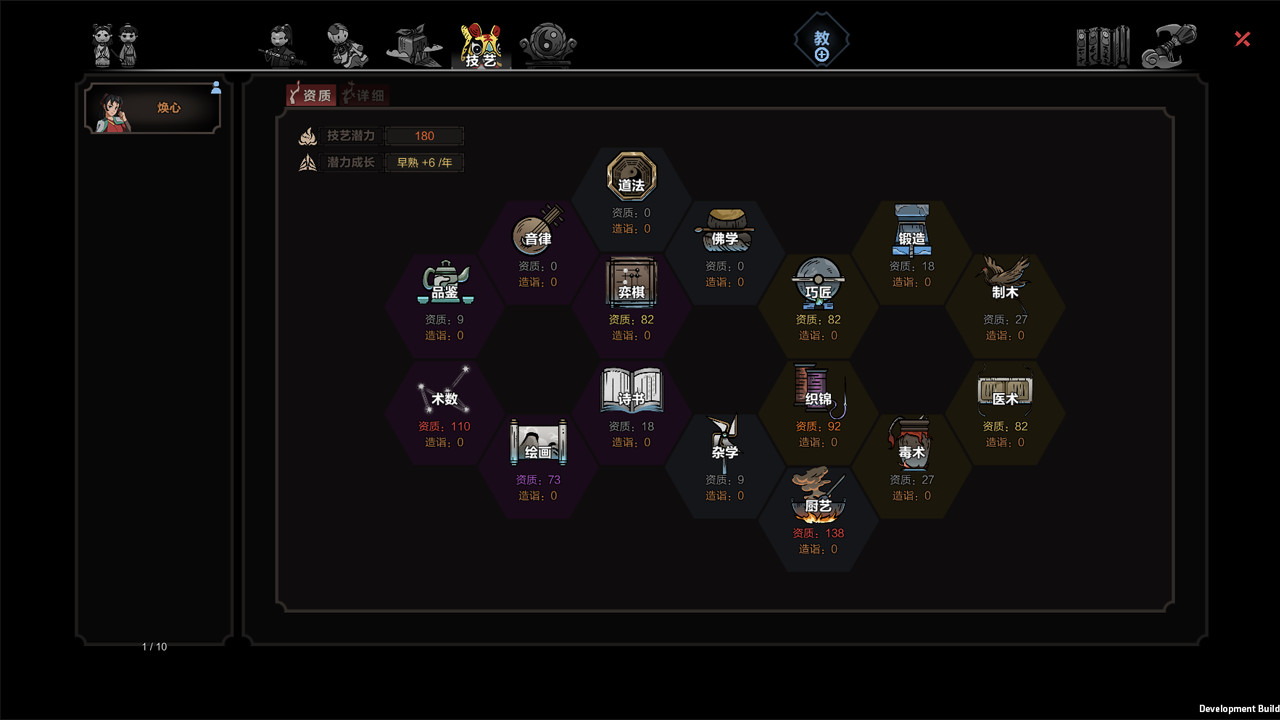 技艺
教
焕心
资质
详细
技艺潜力
180
潜力成长
早熟 +6 /年
道法
资质：0
造诣：0
音律
资质：0
造诣：0
佛学
资质：0
造诣：0
锻造
资质：18
造诣：0
品鉴
资质：9
造诣：0
弈棋
资质：82
造诣：0
巧匠
资质：82
造诣：0
制木
资质：27
造诣：0
术数
资质：110
造诣：0
诗书
资质：18
造诣：0
织锦
资质：92
造诣：0
医术
资质：82
造诣：0
绘画
资质：73
造诣：0
杂学
资质：9
造诣：0
毒术
资质：27
造诣：0
厨艺
资质：138
造诣：0
1 / 10
Development Build